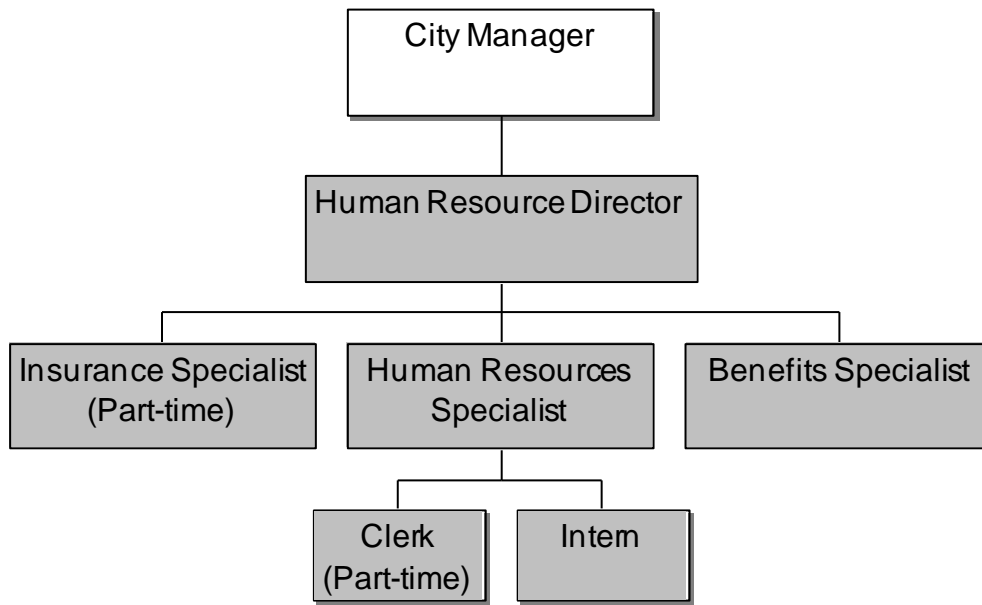 City Manager
Human Resource Director
Insurance Specialist
(Part-time)
Human Resources
Specialist
Benefits Specialist
Clerk
(Part-time)
Intern